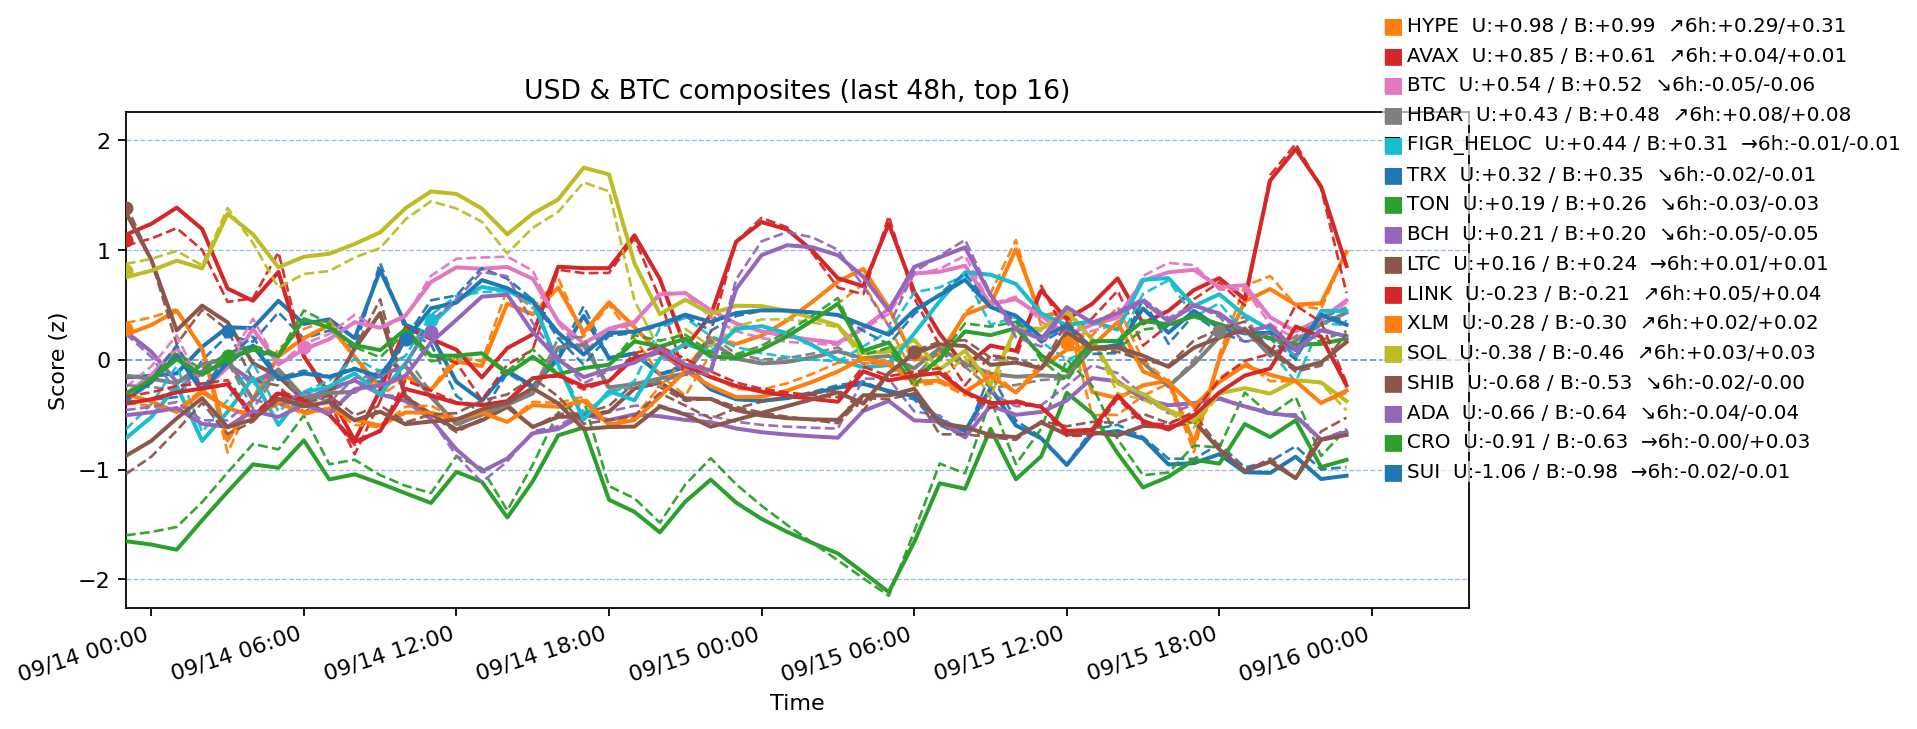 USD & BTC composites (last 48h, top 16)
HYPE U:+0.98 / B:+0.99 ↗6h:+0.29/+0.31
AVAX U:+0.85 / B:+0.61 ↗6h:+0.04/+0.01
BTC U:+0.54 / B:+0.52 ↘6h:-0.05/-0.06
HBAR U:+0.43 / B:+0.48 ↗6h:+0.08/+0.08
FIGR_HELOC U:+0.44 / B:+0.31 →6h:-0.01/-0.01
TRX U:+0.32 / B:+0.35 ↘6h:-0.02/-0.01
TON U:+0.19 / B:+0.26 ↘6h:-0.03/-0.03
BCH U:+0.21 / B:+0.20 ↘6h:-0.05/-0.05
LTC U:+0.16 / B:+0.24 →6h:+0.01/+0.01
LINK U:-0.23 / B:-0.21 ↗6h:+0.05/+0.04
XLM U:-0.28 / B:-0.30 ↗6h:+0.02/+0.02
SOL U:-0.38 / B:-0.46 ↗6h:+0.03/+0.03
SHIB U:-0.68 / B:-0.53 ↘6h:-0.02/-0.00
ADA U:-0.66 / B:-0.64 ↘6h:-0.04/-0.04
CRO U:-0.91 / B:-0.63 →6h:-0.00/+0.03
SUI U:-1.06 / B:-0.98 →6h:-0.02/-0.01
Score (z)
2
1
0
−1
−2
09/14 00:00
09/14 06:00
09/14 12:00
09/14 18:00
09/15 00:00
09/15 06:00
09/15 12:00
09/15 18:00
09/16 00:00
Time